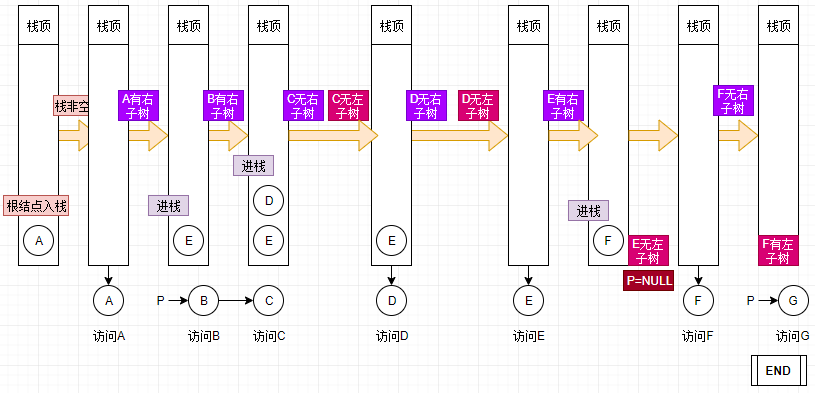 栈顶
栈顶
栈顶
栈顶
栈顶
栈顶
栈顶
栈顶
栈顶
栈非空
A有右
子树
B有右
子树
C无右
子树
C无左
子树
D无右
子树
D无左
子树
E有右
子树
F无右
子树
进栈
根结点入栈
进栈
D
进栈
A
E
E
E
F
E无左
子树
F有左
子树
P=NULL
A
P
B
C
D
E
F
P
G
访问A
访问B
访问C
访问D
访问E
访问F
访问G
END